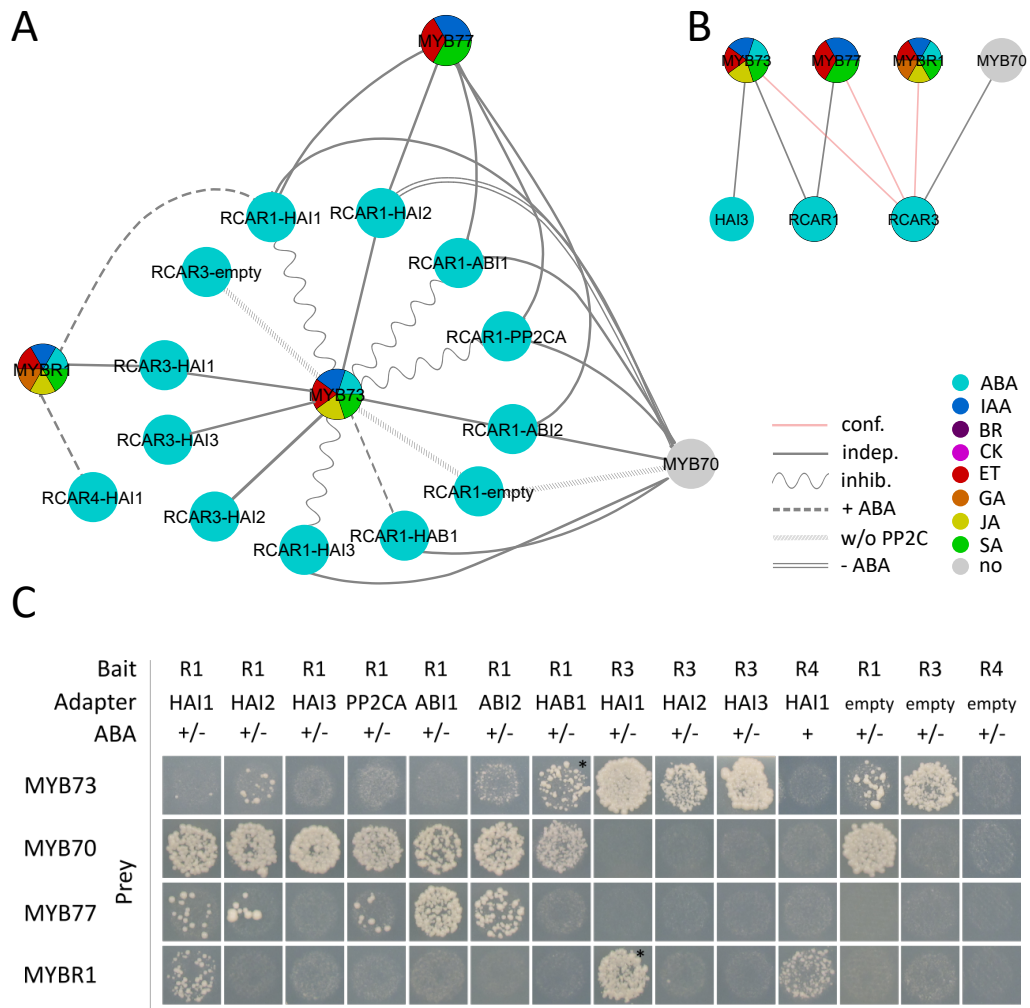 A
B
MYB77
RCAR1-HAI1
RCAR1-HAI2
RCAR3-empty
RCAR1-ABI1
RCAR1-PP2CA
MYBR1
RCAR3-HAI1
MYB73
RCAR3-HAI3
RCAR1-ABI2
MYB70
RCAR4-HAI1
RCAR3-HAI2
RCAR1-empty
RCAR1-HAI3
RCAR1-HAB1
MYB73 MYB77 MYBR1 MYB70
HAI3 RCAR1 RCAR3
conf.
indep.
inhib.
+ ABA
w/o PP2C
- ABA
ABA
IAA
BR
CK
ET
GA
JA
SA
no
C
Bait R1 R1 R1 R1 R1 R1 R1 R3 R3 R3 R4 R1 R3 R4
Adapter HAI1 HAI2 HAI3 PP2CA ABI1 ABI2 HAB1 HAI1 HAI2 HAI3 HAI1 empty empty empty
ABA +/- +/- +/- +/- +/- +/- +/- +/- +/- +/- + +/- +/- +/-
Prey
MYB73 *
MYB70
MYB77
MYBR1 *